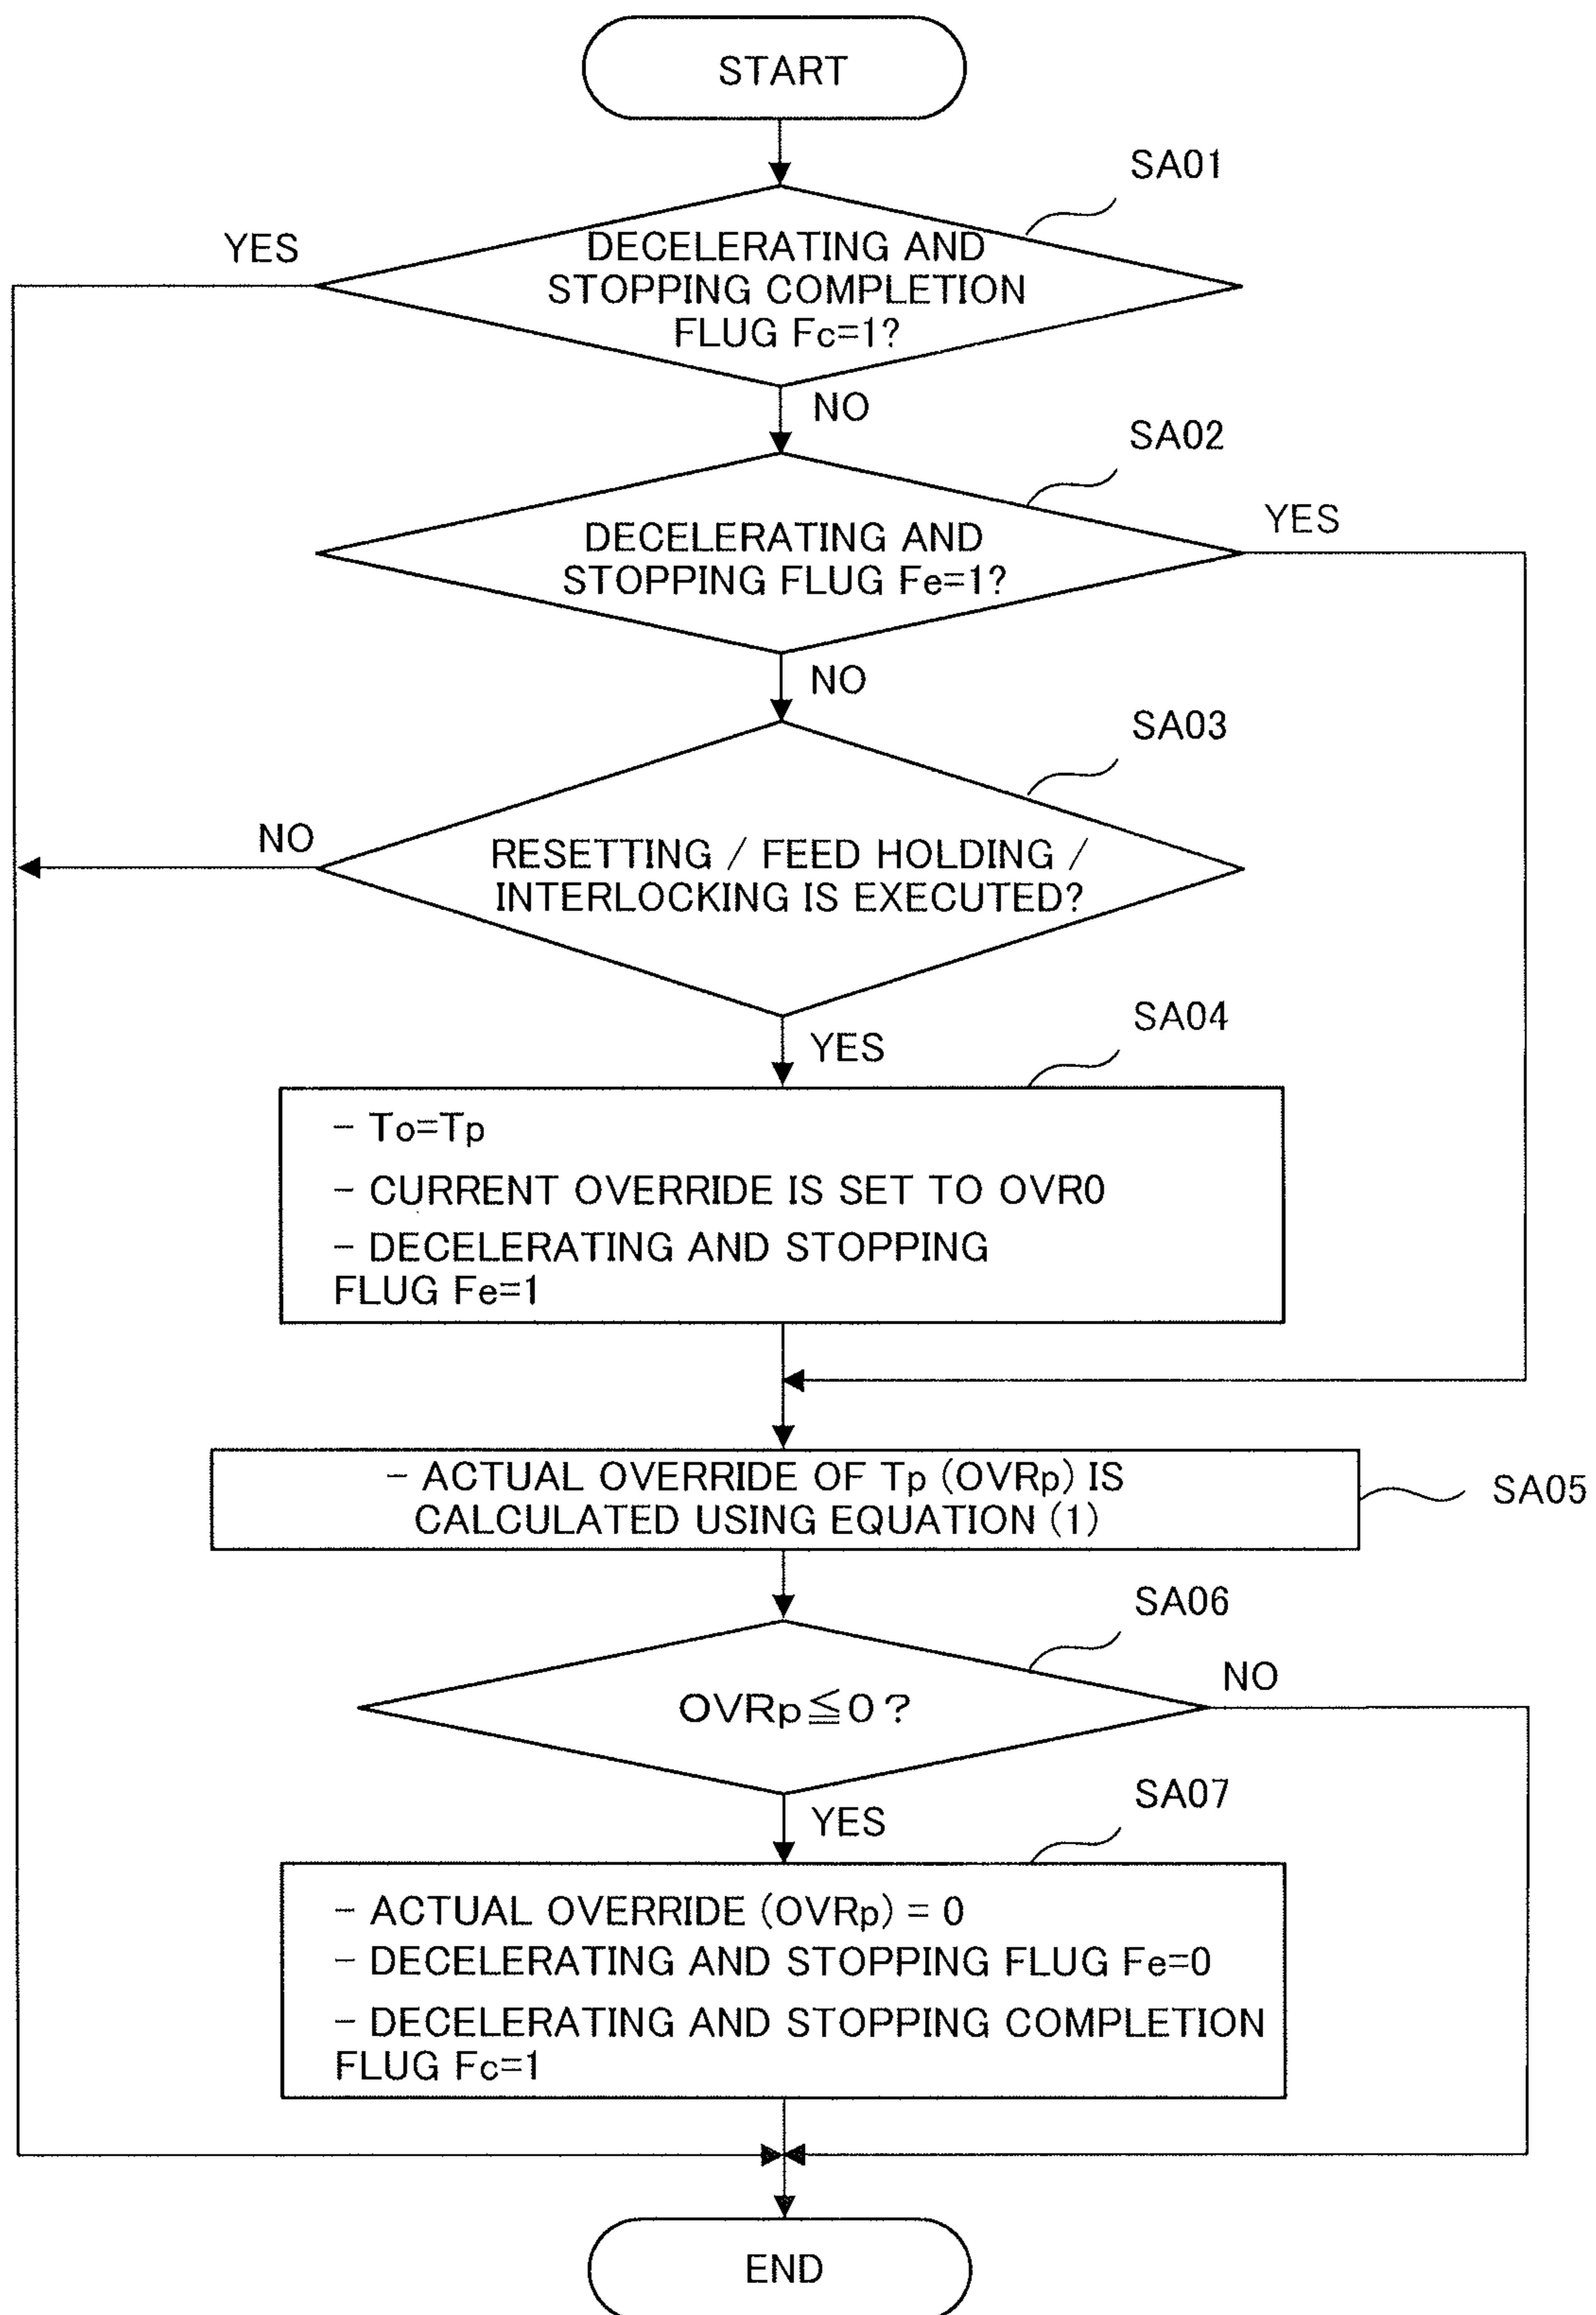 START
SA01
YES
DECELERATING AND
STOPPING COMPLETION
FLUG Fc=1?
NO
SA02
YES
DECELERATING AND
STOPPING FLUG Fe=1?
NO
SA03
NO
RESETTING / FEED HOLDING /
INTERLOCKING IS EXECUTED?
SA04
YES
- To=Tp
- CURRENT OVERRIDE IS SET TO OVR0
- DECELERATING AND STOPPING
FLUG Fe=1
- ACTUAL OVERRIDE OF Tp (OVRp) IS
CALCULATED USING EQUATION (1)
SA05
SA06
NO
OVRp≦0?
SA07
YES
- ACTUAL OVERRIDE (OVRp) = 0
- DECELERATING AND STOPPING FLUG Fe=0
- DECELERATING AND STOPPING COMPLETION
FLUG Fc=1
END